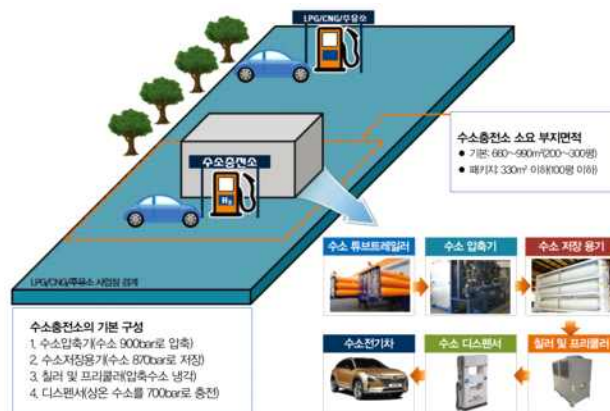 LPG/CNG/주유소
수소충전소
H₂
수소충전소 소요 부지면적
● 기본: 660~990m²(200~300평)
● 패키지: 330m² 이하(100평 이하)
LPG/CNG/주유소 사업장 경계
수소충전소의 기본 구성
1. 수소압축기(수소 900bar로 압축)
2. 수소저장용기(수소 870bar로 저장)
3. 칠러 및 프리쿨러(압축수소 냉각)
4. 디스펜서(상온 수소를 700bar로 충전)
수소 튜브트레일러
수소 압축기
수소 저장 용기
수소전기차
수소 디스펜서
칠러 및 프리쿨러